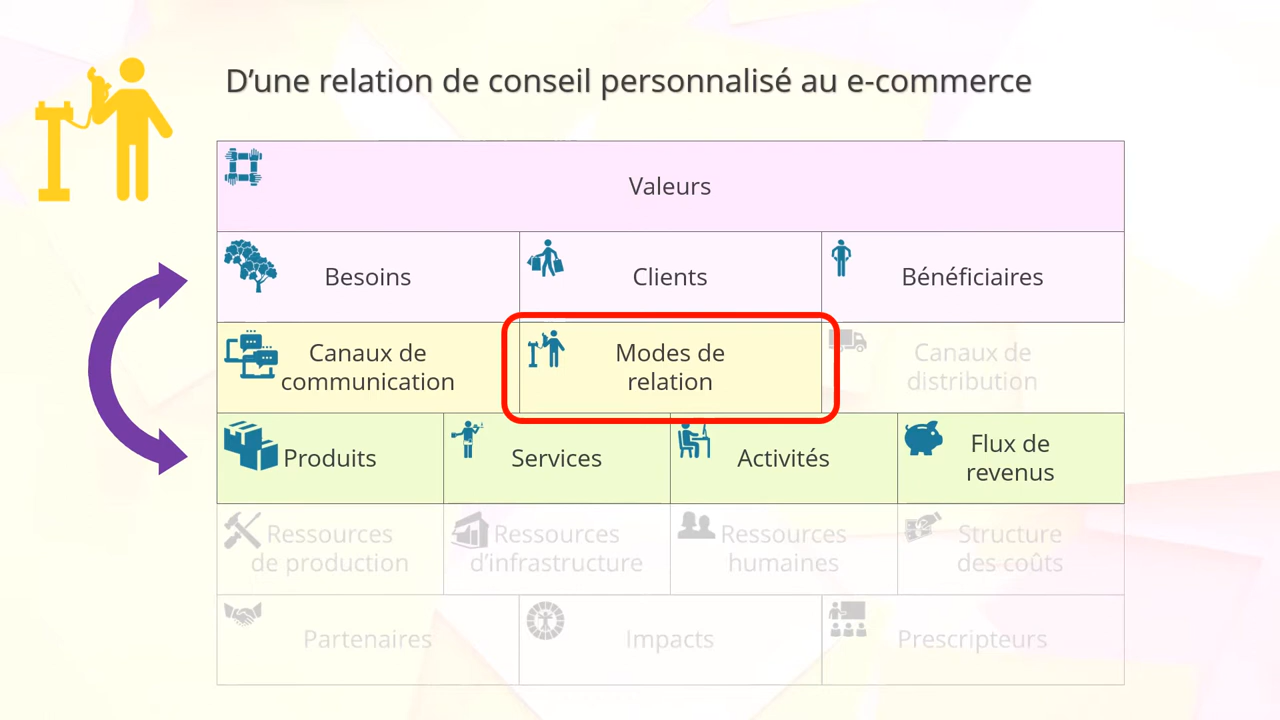 D’une relation de conseil personnalisé au e-commerce
Valeurs
Besoins
Clients
Bénéficiaires
Canaux de
communication
Modes de
relation
Canaux de
distribution
Produits
Services
Activités
Flux de
revenus
Ressources
de production
Ressources
d’infrastructure
Ressources
humaines
Structure
des coûts
Partenaires
Impacts
Prescripteurs